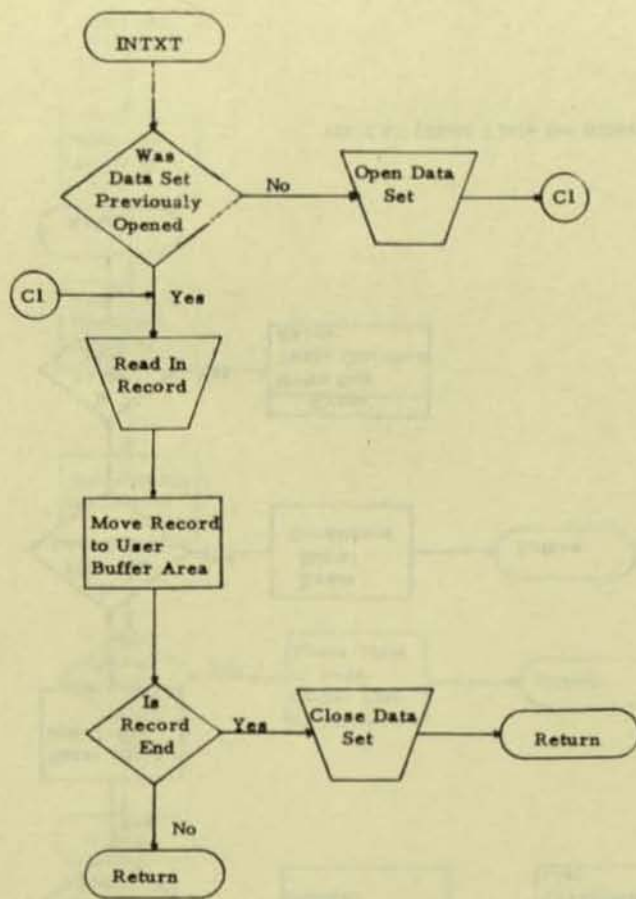 INTXT
Was
Data Set
Previouly
Opened
No
Open Data
Set
C1
C1
Yes
Read In
Record
Move Record
to User
Buffer Area
Is
Record
End
Yes
Close Data
Set
Return
No
Return